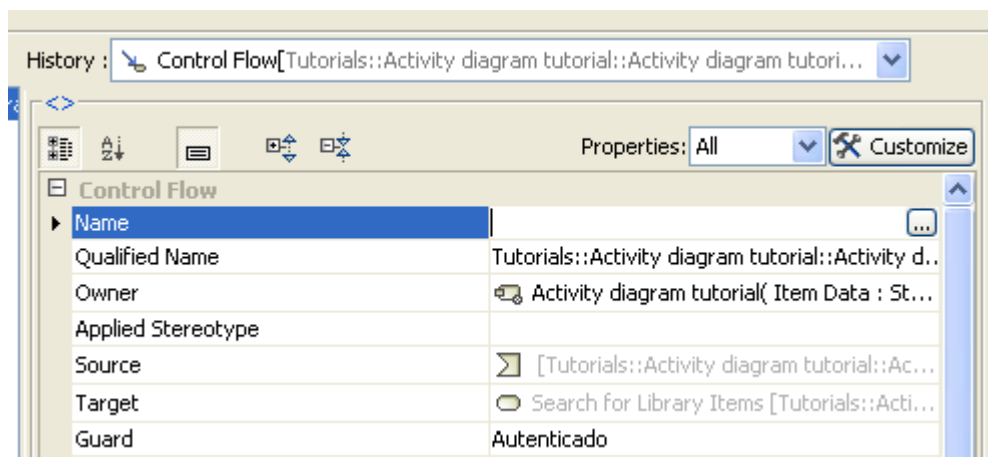 History : Control Flow[Tutorials::Activity diagram tutorial::Activity diagram tutori...
<>
Properties: All Customize
Control Flow
Name ...
Qualified Name Tutorials::Activity diagram tutorial::Activity d..
Owner Activity diagram tutorial( Item Data : St...
Applied Stereotype
Source [Tutorials::Activity diagram tutorial::Ac...
Target Search for Library Items [Tutorials::Acti...
Guard Autenticado